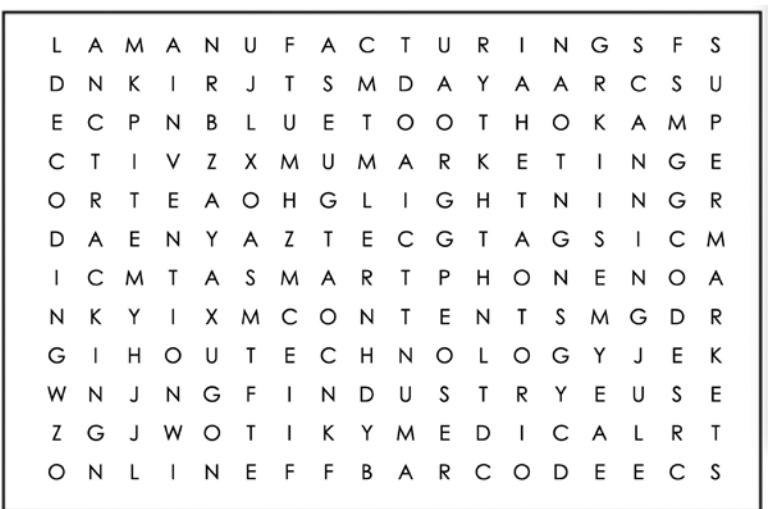 L A M A N U F A C T U R I N G S F S
D N K I R J T S M D A Y A A R C S U
E C P N B L U E T O O T H O K A M P
C T I V Z X M U M A R K E T I N G E
O R T E A O H G L I G H T N I N G R
D A E N Y A Z T E C G T A G S I C M
I C M T A S M A R T P H O N E N O A
N K Y I X M C O N T E N T S M G D R
G I H O U T E C H N O L O G Y J E K
W N J N G F I N D U S T R Y E U S E
Z G J W O T I K Y M E D I C A L R T
O N L I N E F F B A R C O D E E C S